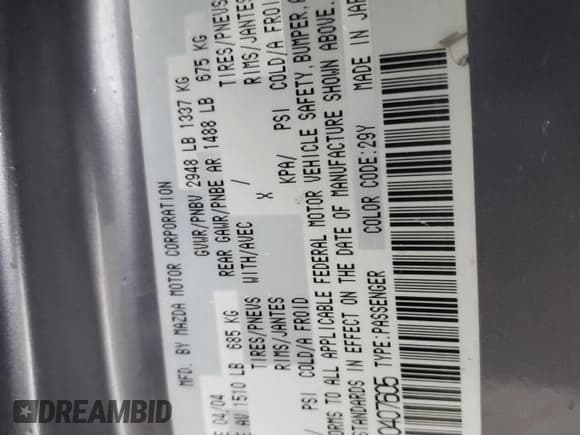 MFD. BY MAZDA MOTOR CORPORATION
04/04 GVWR/PNBV 2948 LB 1337 KG
AV 1510 LB 685 KG REAR GAWR/PNBE AR 1488 LB 675 KG
TIRES/PNEUS WITH/AVEC / TIRES/PNEUS
RIMS/JANTES X RIMS/JANTES
/ PSI COLD/A FROID KPA/ PSI COLD/A FROI
TO ALL APPLICABLE FEDERAL MOTOR VEHICLE SAFETY, BUMPER,
STANDARDS IN EFFECT ON THE DATE OF MANUFACTURE SHOWN ABOVE.
TYPE:PASSENGER COLOR CODE:29Y MADE IN
DREAMBID